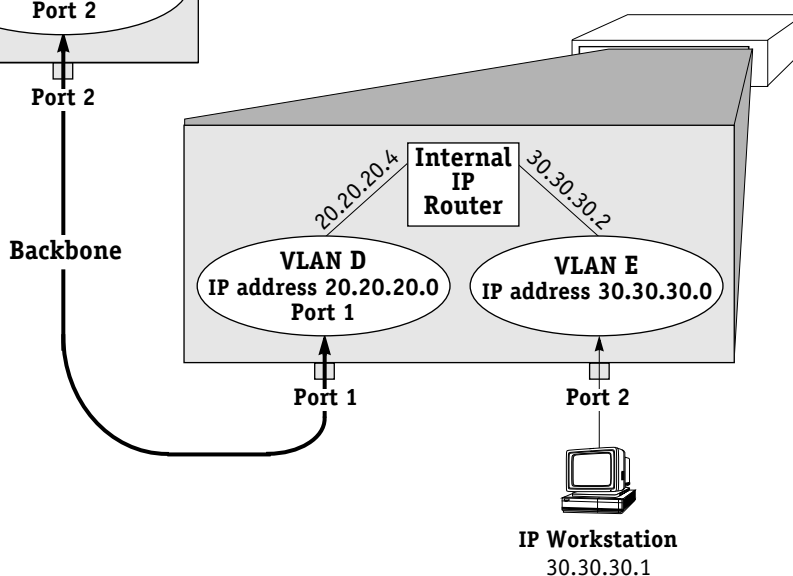 Port 2
Port 2
Internal
IP
Router
20.20.20.4
30.30.30.2
Backbone
VLAN D
IP address 20.20.20.0
Port 1
VLAN E
IP address 30.30.30.0
Port 1
Port 2
IP Workstation
30.30.30.1